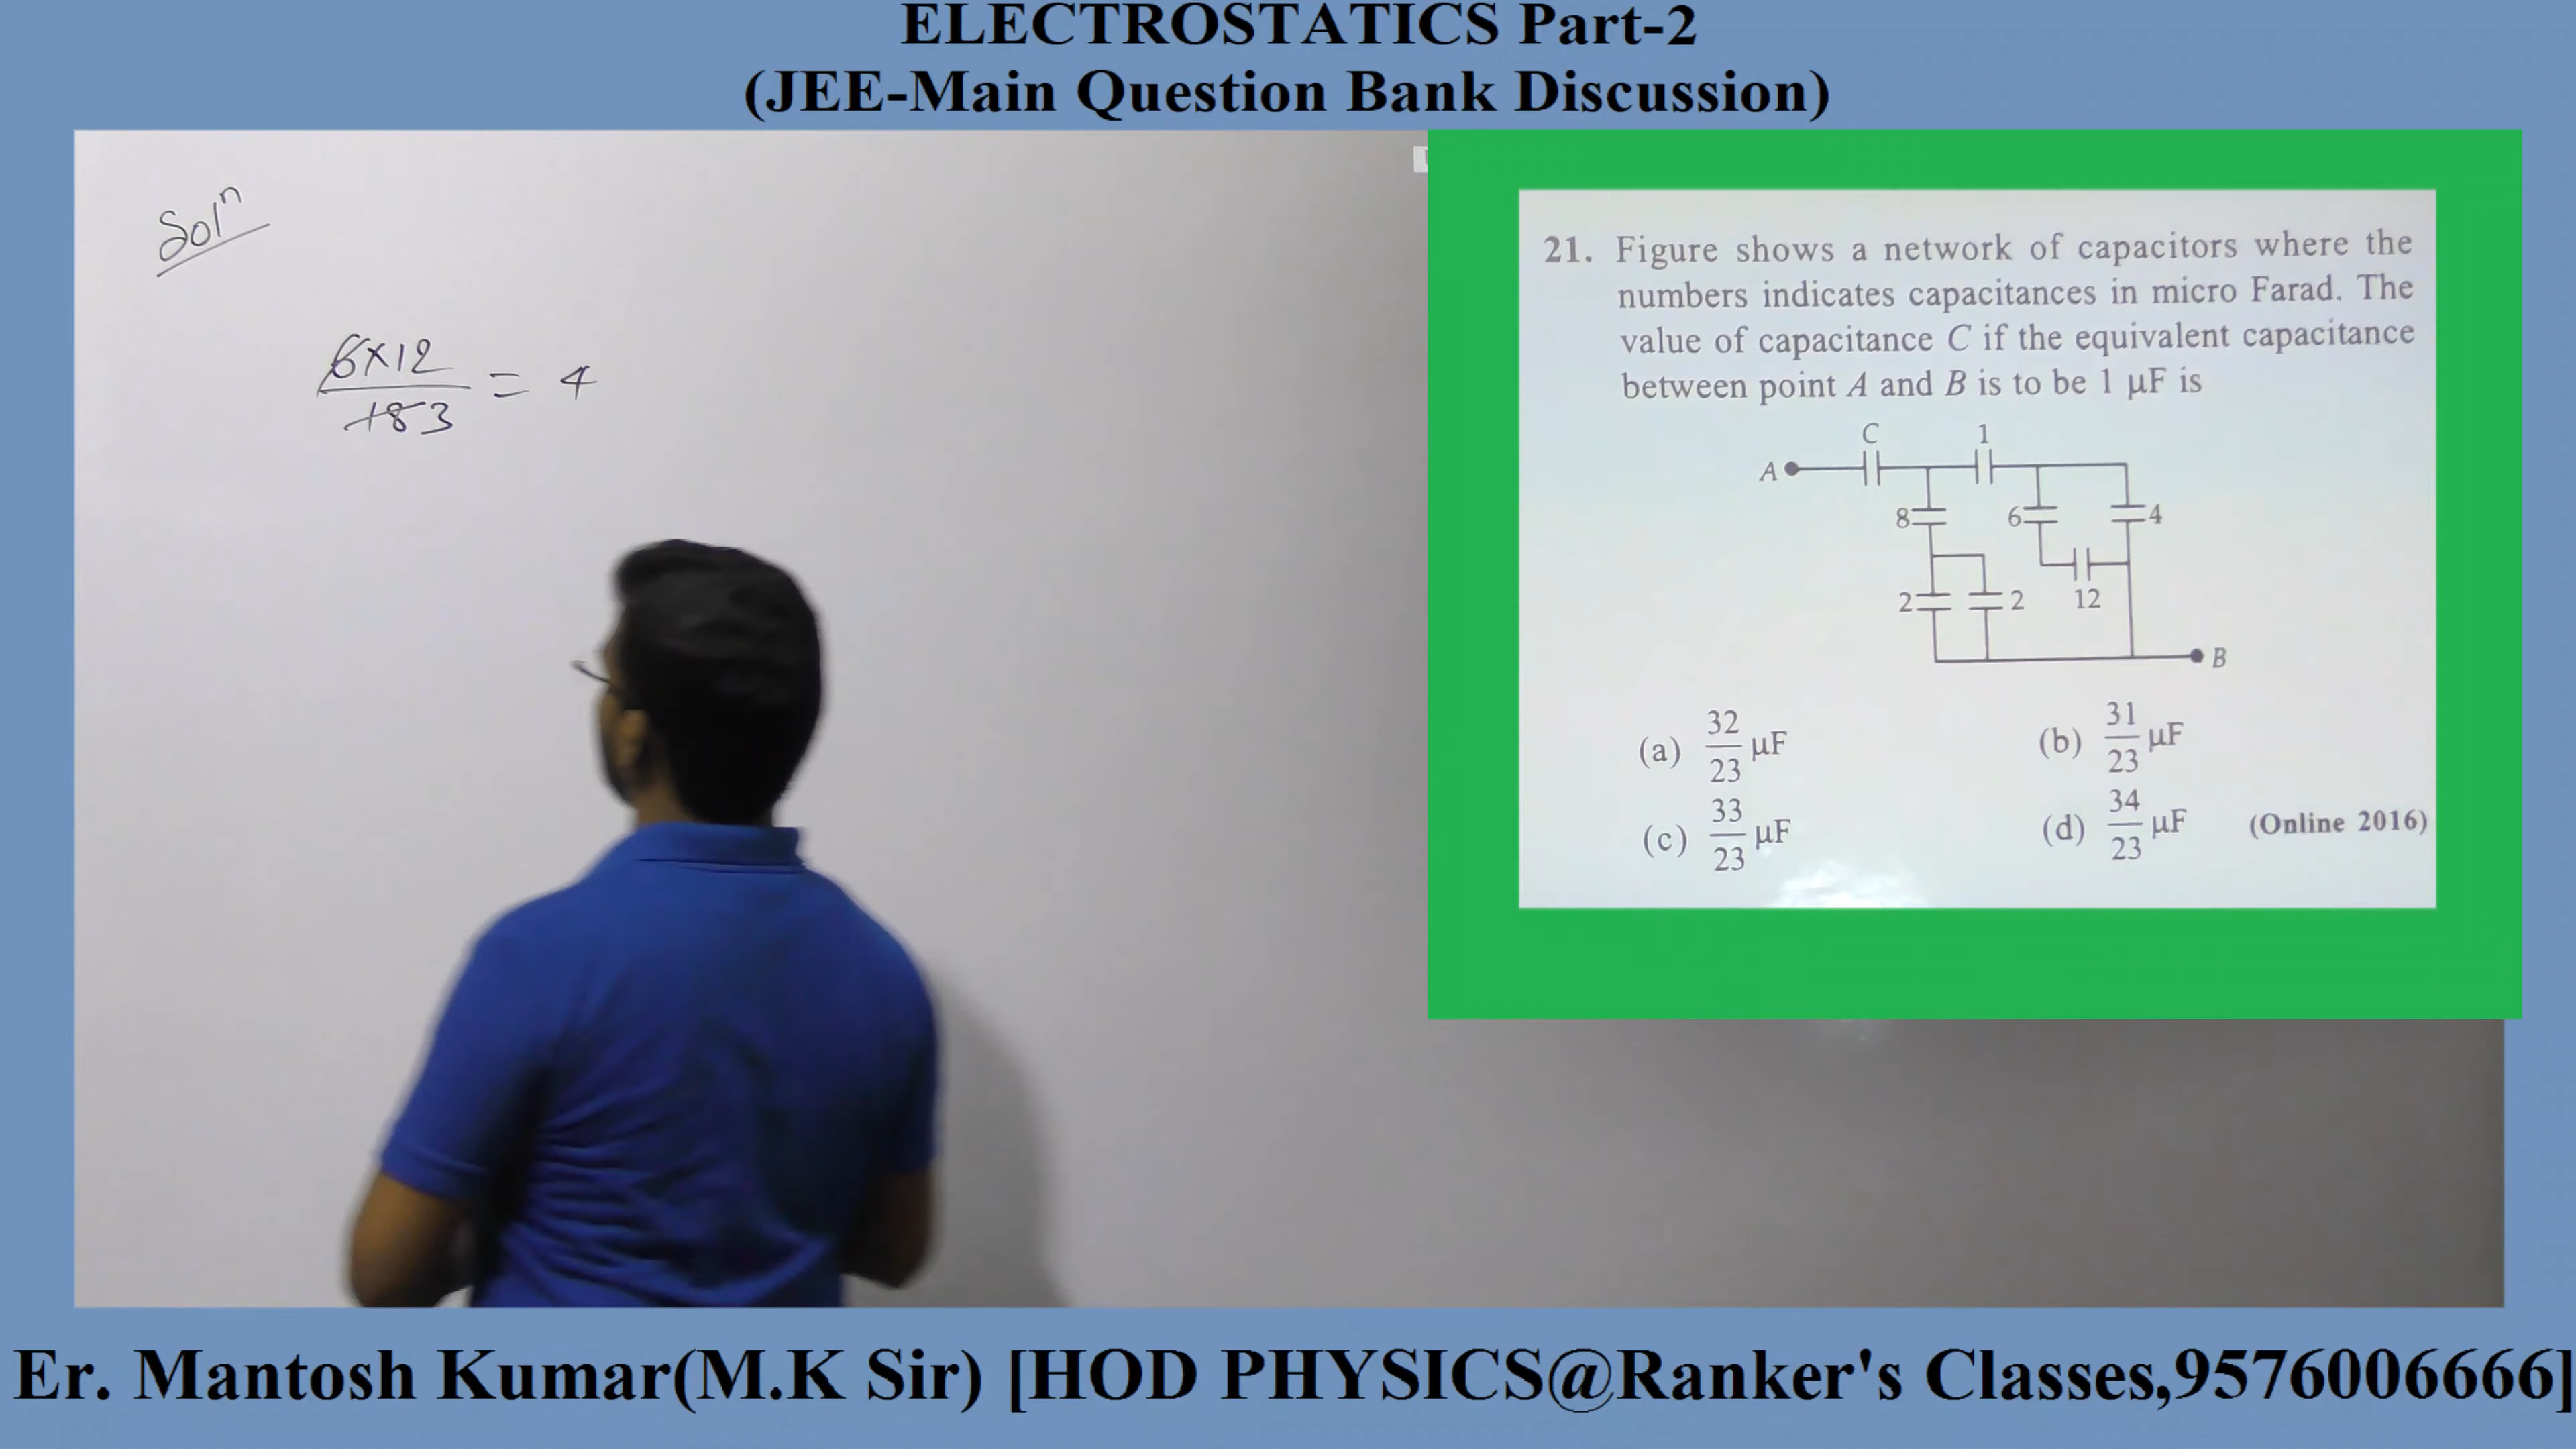 ELECTROSTATICS Part-2
(JEE-Main Question Bank Discussion)
Solⁿ
6×12
18 3
= 4
21. Figure shows a network of capacitors where the
numbers indicates capacitances in micro Farad. The
value of capacitance C if the equivalent capacitance
between point A and B is to be 1 μF is
C 1
A
8 6 4
2 2 12
B
(a) 32/23 μF (b) 31/23 μF
(c) 33/23 μF (d) 34/23 μF (Online 2016)
Er. Mantosh Kumar(M.K Sir) [HOD PHYSICS@Ranker's Classes,9576006666]